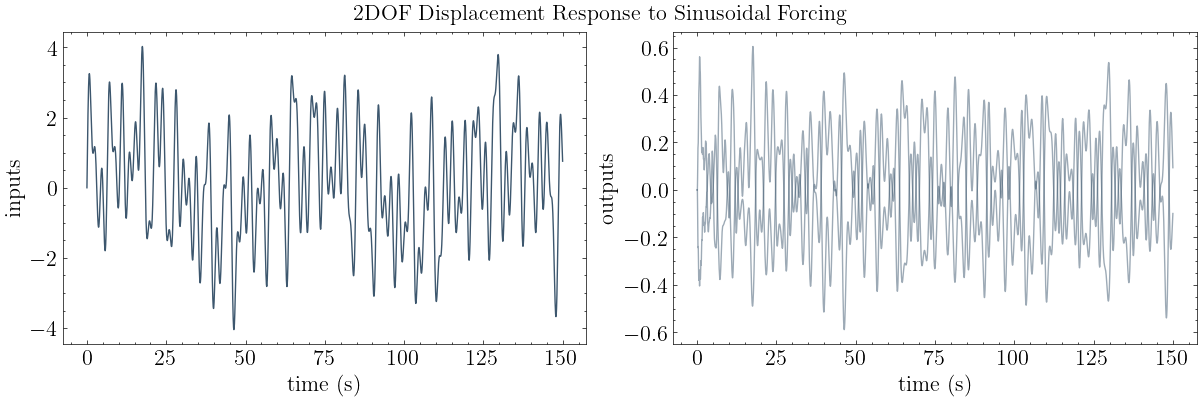 2DOF Displacement Response to Sinusoidal Forcing
inputs
4
2
0
−2
−4
0 25 50 75 100 125 150
time (s)
outputs
0.6
0.4
0.2
0.0
−0.2
−0.4
−0.6
0 25 50 75 100 125 150
time (s)